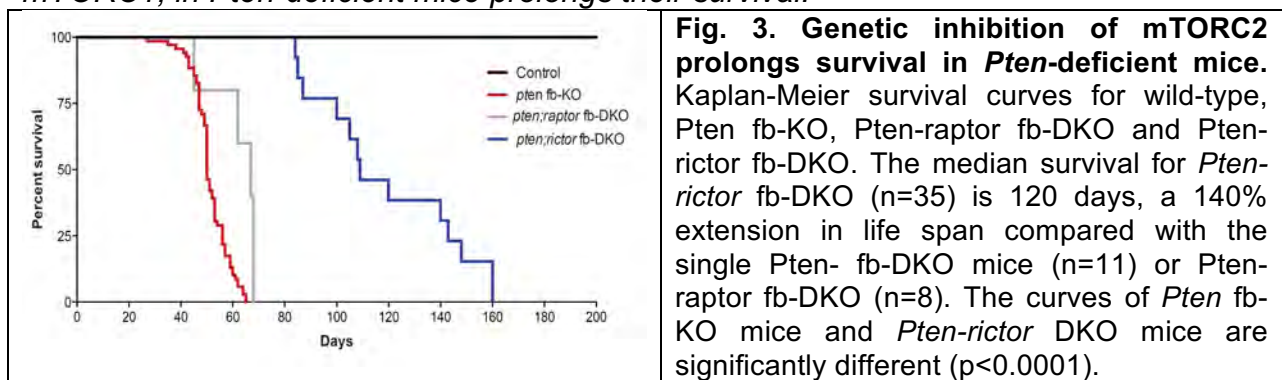 mTORC1, in Pten-deficient mice prolongs their survival.
100
75
50
25
0
Percent survival
0 20 40 60 80 100 120 140 160 180 200
Days
Control
pten fb-KO
pten;raptor fb-DKO
pten;rictor fb-DKO
Fig. 3. Genetic inhibition of mTORC2
prolongs survival in Pten-deficient mice.
Kaplan-Meier survival curves for wild-type,
Pten fb-KO, Pten-raptor fb-DKO and Pten-
rictor fb-DKO. The median survival for Pten-
rictor fb-DKO (n=35) is 120 days, a 140%
extension in life span compared with the
single Pten- fb-DKO mice (n=11) or Pten-
raptor fb-DKO (n=8). The curves of Pten fb-
KO mice and Pten-rictor DKO mice are
significantly different (p<0.0001).